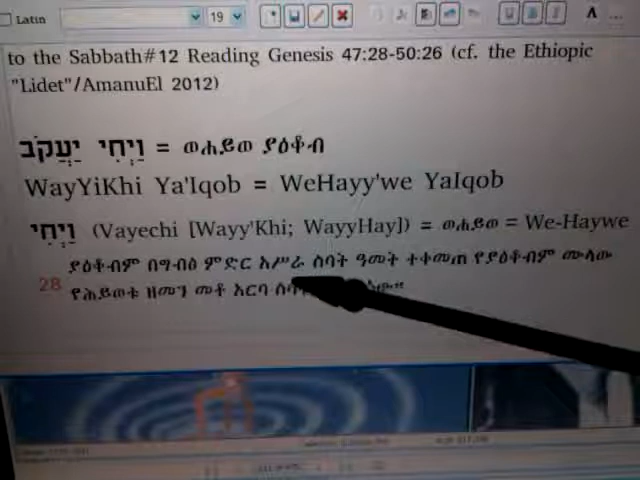 Latin 19
to the Sabbath#12 Reading Genesis 47:28-50:26 (cf. the Ethiopic
"Lidet"/AmanuEl 2012)
וַיְחִי יַעֲקֹב = ወሐይወ ያዕቆብ
WayYiKhi Ya'Iqob = WeHayy'we YaIqob
וַיְחִי (Vayechi [Wayy'Khi; WayyHay]) = ወሐይወ = We-Haywe
ያዕቆብም በግብፅ ምድር አሥራ ሰባት ዓመት ተቀመጠ የያዕቆብም ሙላው
28 የሕይወቱ ዘመን መቶ አርባ